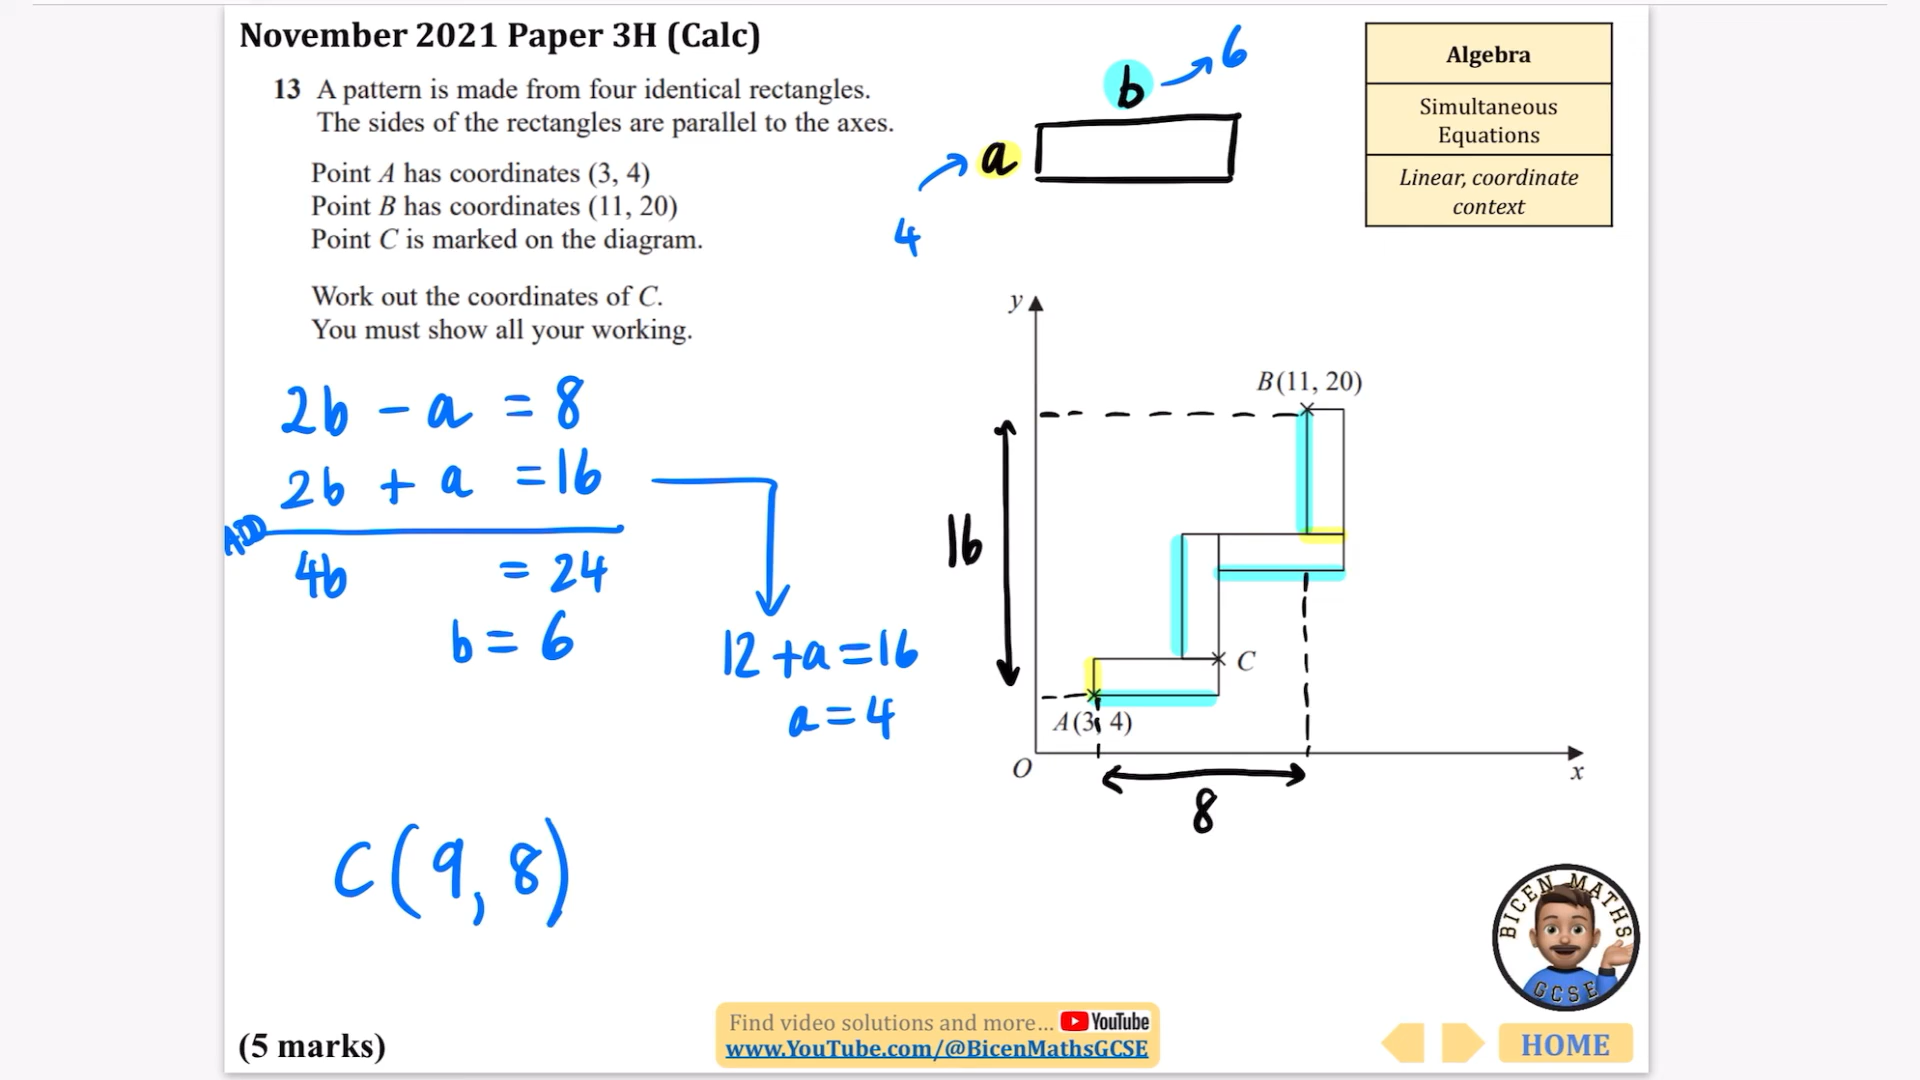 November 2021 Paper 3H (Calc)
13 A pattern is made from four identical rectangles.
The sides of the rectangles are parallel to the axes.
Point A has coordinates (3, 4)
Point B has coordinates (11, 20)
Point C is marked on the diagram.
Work out the coordinates of C.
You must show all your working.
b → 6
a
4
Algebra
Simultaneous
Equations
Linear, coordinate
context
2b - a = 8
2b + a = 16
ADD
4b = 24
b = 6
12 + a = 16
a = 4
C(9, 8)
y
B(11, 20)
16
C
A(3, 4)
O
x
8
BICEN MATHS
GCSE
(5 marks)
Find video solutions and more... YouTube
www.YouTube.com/@BicenMathsGCSE
HOME